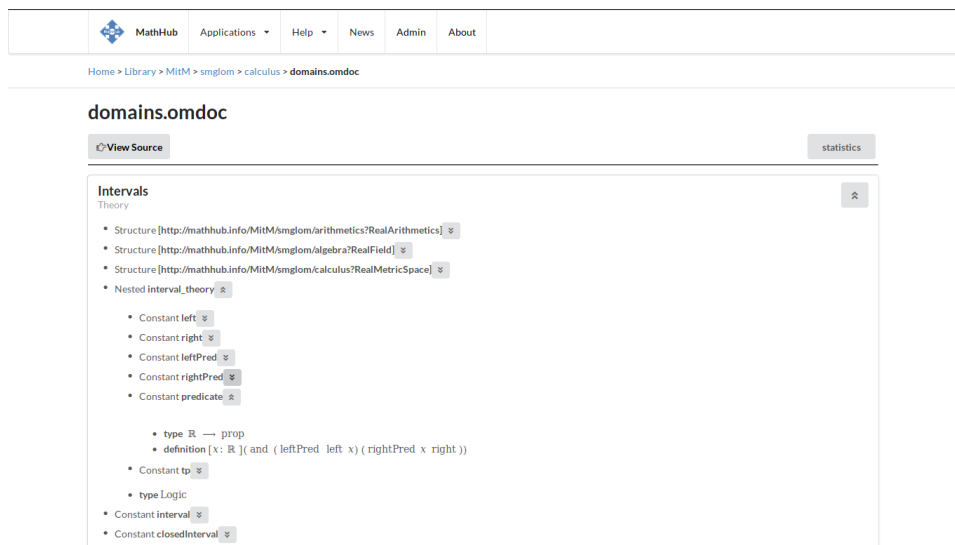 MathHub Applications Help News Admin About
Home > Library > MitM > smglom > calculus > domains.omdoc
domains.omdoc
View Source statistics
Intervals
Theory
Structure [http://mathhub.info/MitM/smglom/arithmetics?RealArithmetics]
Structure [http://mathhub.info/MitM/smglom/algebra?RealField]
Structure [http://mathhub.info/MitM/smglom/calculus?RealMetricSpace]
Nested interval_theory
Constant left
Constant right
Constant leftPred
Constant rightPred
Constant predicate
type ℝ ⟶ prop
definition [x: ℝ ]( and ( leftPred left x) ( rightPred x right ))
Constant tp
type Logic
Constant interval
Constant closedInterval